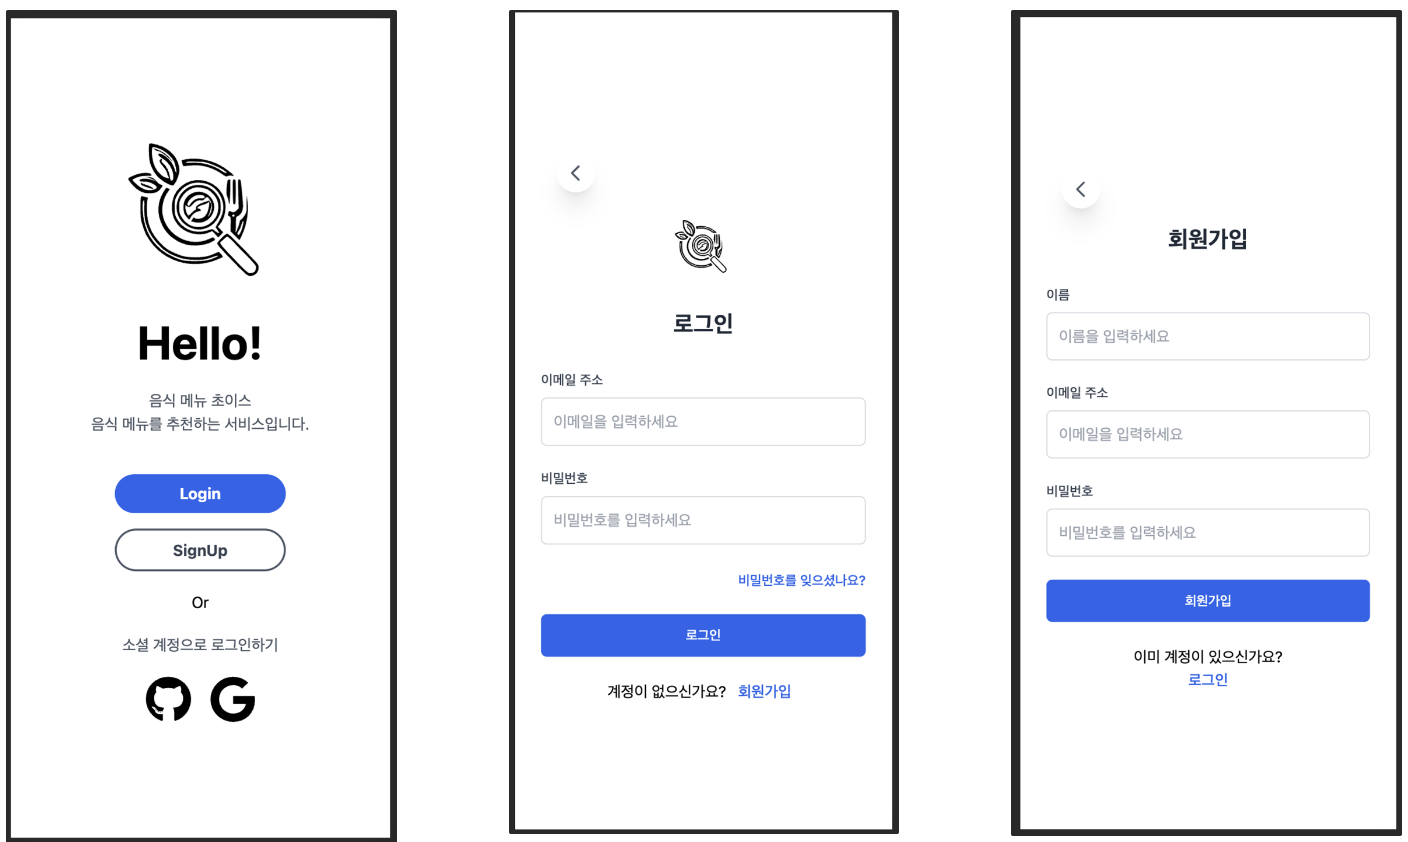 Hello!
음식 메뉴 초이스
음식 메뉴를 추천하는 서비스입니다.
Login
SignUp
Or
소셜 계정으로 로그인하기
로그인
이메일 주소
이메일을 입력하세요
비밀번호
비밀번호를 입력하세요
비밀번호를 잊으셨나요?
로그인
계정이 없으신가요? 회원가입
회원가입
이름
이름을 입력하세요
이메일 주소
이메일을 입력하세요
비밀번호
비밀번호를 입력하세요
회원가입
이미 계정이 있으신가요?
로그인